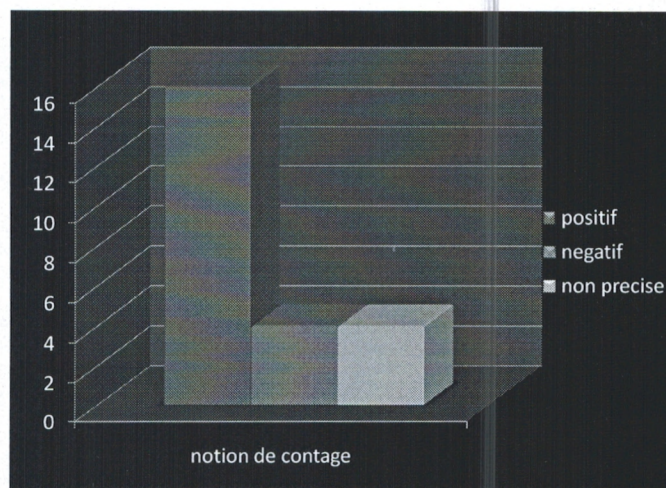 16
14
12
10
8
6
4
2
0
positif
negatif
non precise
notion de contage